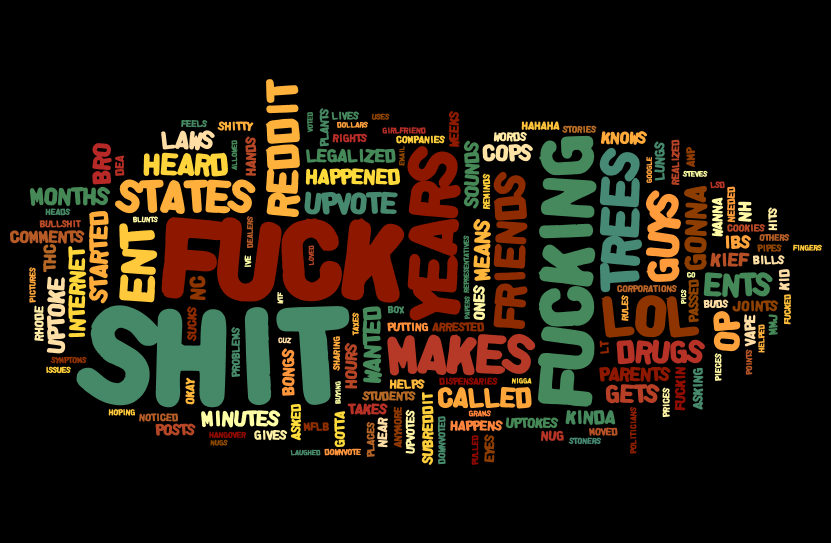 FUCK
SHIT
FUCKING
YEARS
MAKES
TREES
LOL
STATES
ENT
REDDIT
FRIENDS
GUYS
GONNA
ENTS
OP
DRUGS
CALLED
GETS
PARENTS
HEARD
LAWS
BRO
DEA
FEELS
SHITTY
ALLOWED
HANDS
VOTED
PLANTS
LIVES
DOLLARS
USES
RIGHTS
GIRLFRIEND
LEGALIZED
EMAIL
COMPANIES
WEEKS
HAPPENED
UPVOTE
SOUNDS
REMINDS
WORDS
COPS
HAHAHA
STORIES
KNOWS
GOOGLE
LUNGS
REALIZED
AMP
STEVES
LSD
WANNA
NEEDED
NH
COOKIES
HITS
IBS
OTHERS
PIPES
FINGERS
KIEF
BILLS
KID
MONTHS
HEADS
BULLSHIT
COMMENTS
STARTED
THC
INTERNET
PICTURES
RHODE
UPTOKE
SYMPTOMS
ISSUES
BLUNTS
NC
SUCKS
OKAY
IVE
DEALERS
LOVED
WTF
PROBLEMS
CUZ
BONGS
SHARING
BUYING
HOURS
TAXES
WANTED
BOX
PUTTING
ARRESTED
PAPERS
REPRESENTATIVES
ONES
MEANS
CORPORATIONS
RULES
PICS
PASSED
8
BUDS
JOINTS
FUCKED
PIECES
VAPE
POINTS
HELPED
MMJ
LT
PRICES
FUCKIN
ASKING
POLITICIANS
HELPS
DISPENSARIES
NIGGA
STUDENTS
GRAMS
TAKES
HOPING
NOTICED
POSTS
MINUTES
HANGOVER
NUGS
GIVES
ASKED
LAUGHED
WFLB
DOWNVOTE
GOTTA
PLACES
NEAR
ANYMORE
UPVOTES
SUBREDDIT
DOWNVOTED
HAPPENS
PULLED
EYES
UPTOKES
KINDA
NUG
MOVED
STONERS